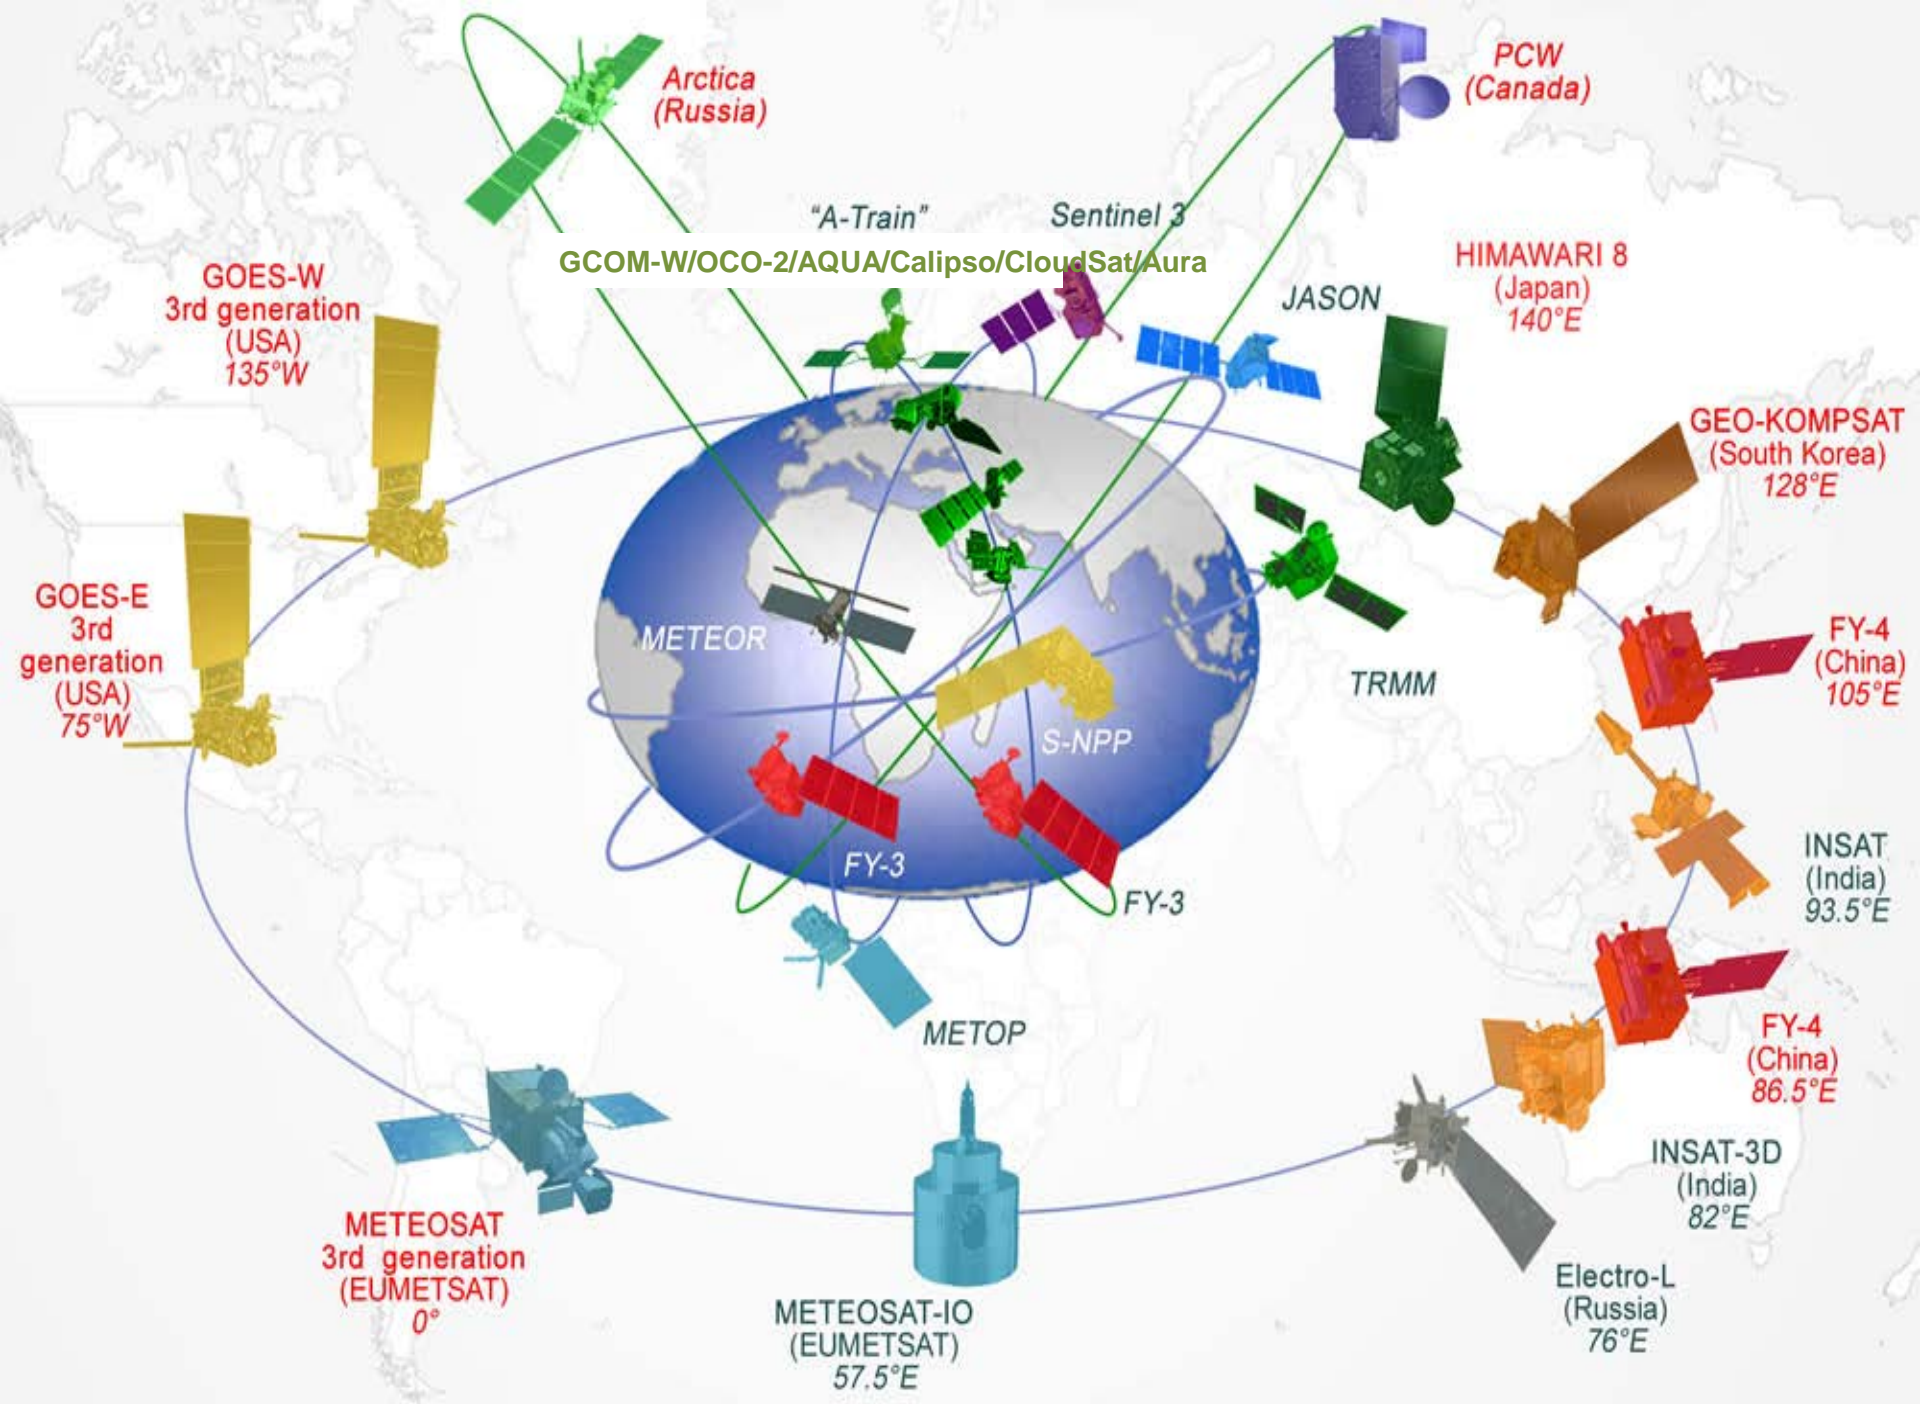 Arctica
(Russia)
PCW
(Canada)
"A-Train"
Sentinel 3
GCOM-W/OCO-2/AQUA/Calipso/CloudSat/Aura
GOES-W
3rd generation
(USA)
135°W
JASON
HIMAWARI 8
(Japan)
140°E
GEO-KOMPSAT
(South Korea)
128°E
GOES-E
3rd
generation
(USA)
75°W
METEOR
TRMM
FY-4
(China)
105°E
S-NPP
FY-3
FY-3
INSAT
(India)
93.5°E
METOP
FY-4
(China)
86.5°E
INSAT-3D
(India)
82°E
METEOSAT
3rd generation
(EUMETSAT)
0°
METEOSAT-IO
(EUMETSAT)
57.5°E
Electro-L
(Russia)
76°E